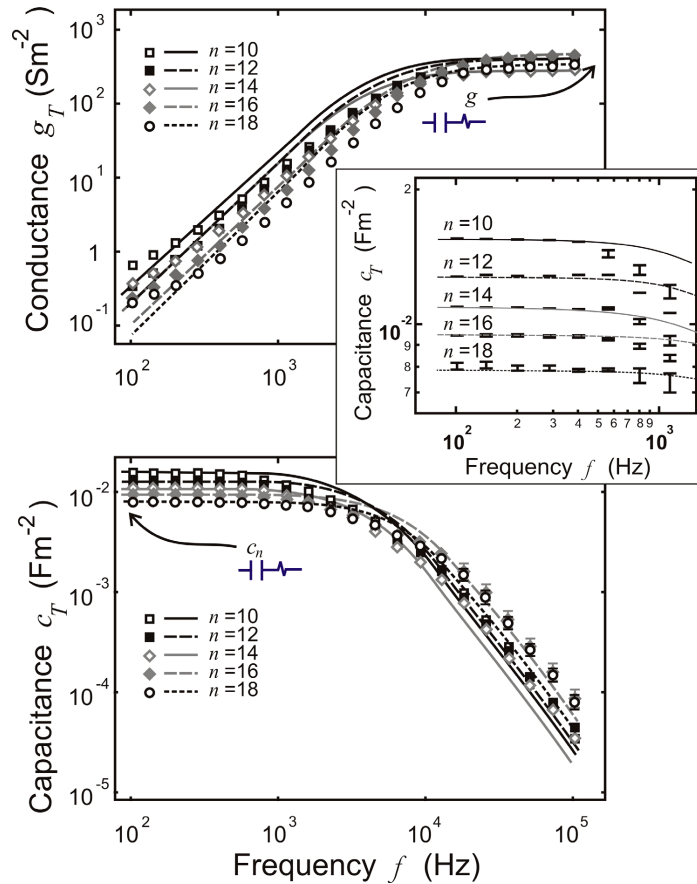 Conductance g_T (Sm^-2)
10^3
10^2
10^1
1
10^-1
n =10
n =12
n =14
n =16
n =18
g
10^2
10^3
Capacitance c_T (Fm^-2)
2
10^-2
9
8
7
n =10
n =12
n =14
n =16
n =18
10^2 2 3 4 5 6 7 8 9 10^3
Frequency f (Hz)
Capacitance c_T (Fm^-2)
10^-2
10^-3
10^-4
10^-5
c_n
n =10
n =12
n =14
n =16
n =18
10^2 10^3 10^4 10^5
Frequency f (Hz)